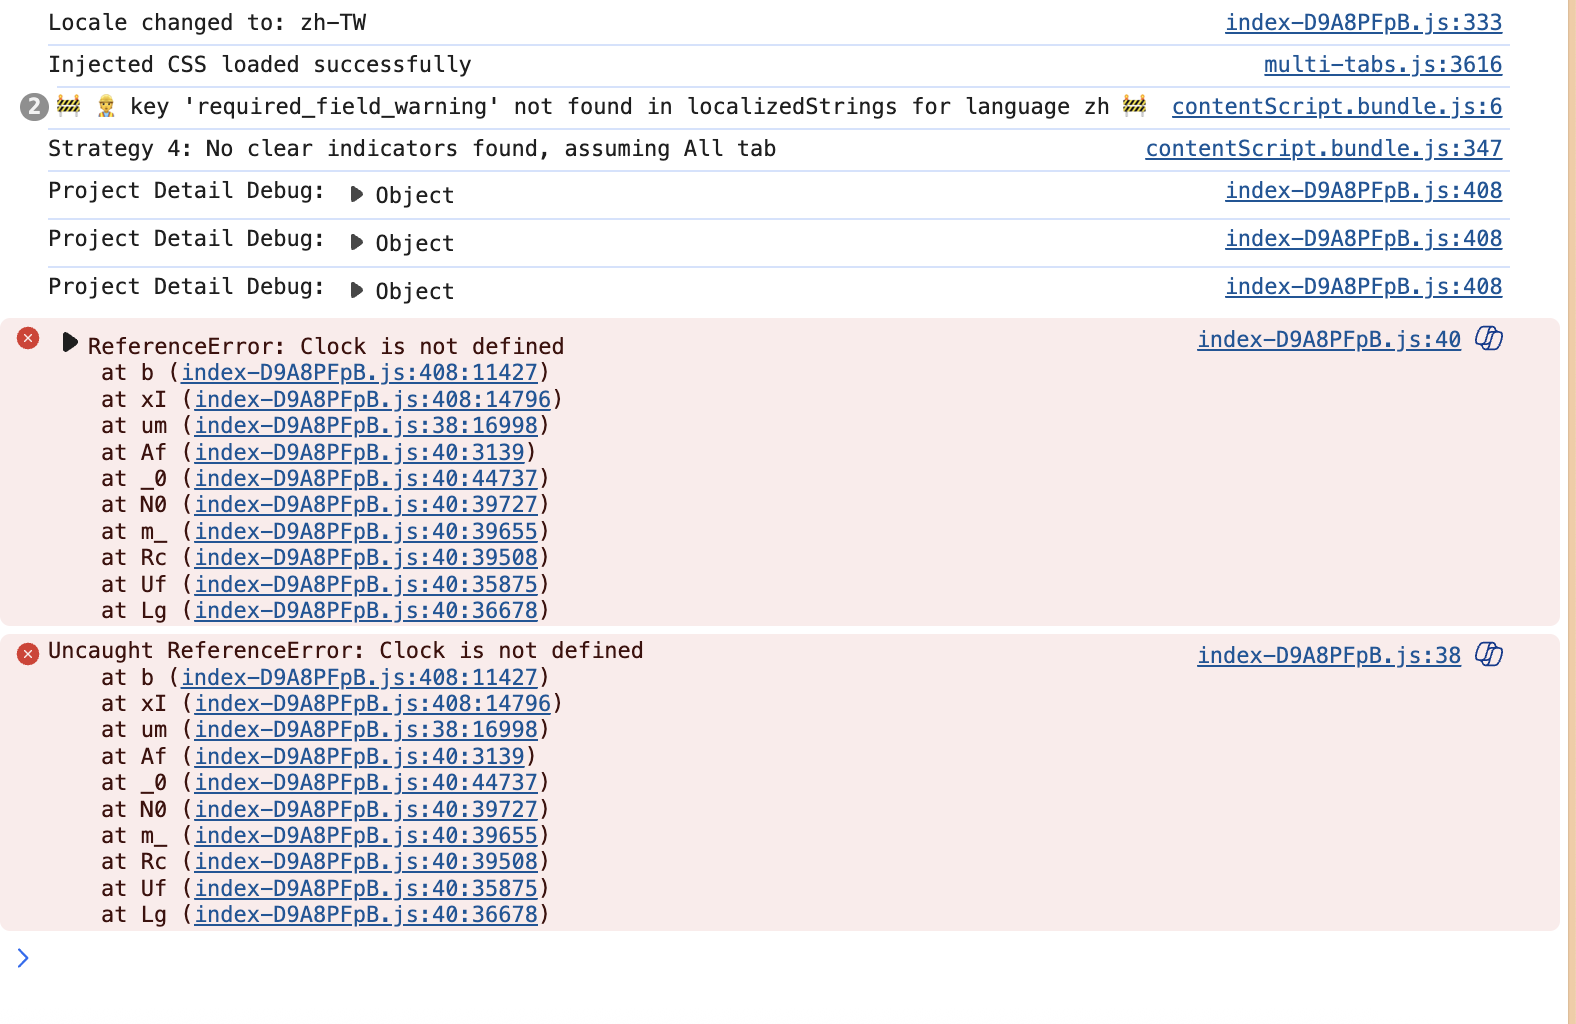 Locale changed to: zh-TW index-D9A8PFpB.js:333
Injected CSS loaded successfully multi-tabs.js:3616
2 🚧 👷 key 'required_field_warning' not found in localizedStrings for language zh 🚧 contentScript.bundle.js:6
Strategy 4: No clear indicators found, assuming All tab contentScript.bundle.js:347
Project Detail Debug: ▶ Object index-D9A8PFpB.js:408
Project Detail Debug: ▶ Object index-D9A8PFpB.js:408
Project Detail Debug: ▶ Object index-D9A8PFpB.js:408
▶ ReferenceError: Clock is not defined index-D9A8PFpB.js:40
at b (index-D9A8PFpB.js:408:11427)
at xI (index-D9A8PFpB.js:408:14796)
at um (index-D9A8PFpB.js:38:16998)
at Af (index-D9A8PFpB.js:40:3139)
at _0 (index-D9A8PFpB.js:40:44737)
at N0 (index-D9A8PFpB.js:40:39727)
at m_ (index-D9A8PFpB.js:40:39655)
at Rc (index-D9A8PFpB.js:40:39508)
at Uf (index-D9A8PFpB.js:40:35875)
at Lg (index-D9A8PFpB.js:40:36678)
Uncaught ReferenceError: Clock is not defined index-D9A8PFpB.js:38
at b (index-D9A8PFpB.js:408:11427)
at xI (index-D9A8PFpB.js:408:14796)
at um (index-D9A8PFpB.js:38:16998)
at Af (index-D9A8PFpB.js:40:3139)
at _0 (index-D9A8PFpB.js:40:44737)
at N0 (index-D9A8PFpB.js:40:39727)
at m_ (index-D9A8PFpB.js:40:39655)
at Rc (index-D9A8PFpB.js:40:39508)
at Uf (index-D9A8PFpB.js:40:35875)
at Lg (index-D9A8PFpB.js:40:36678)